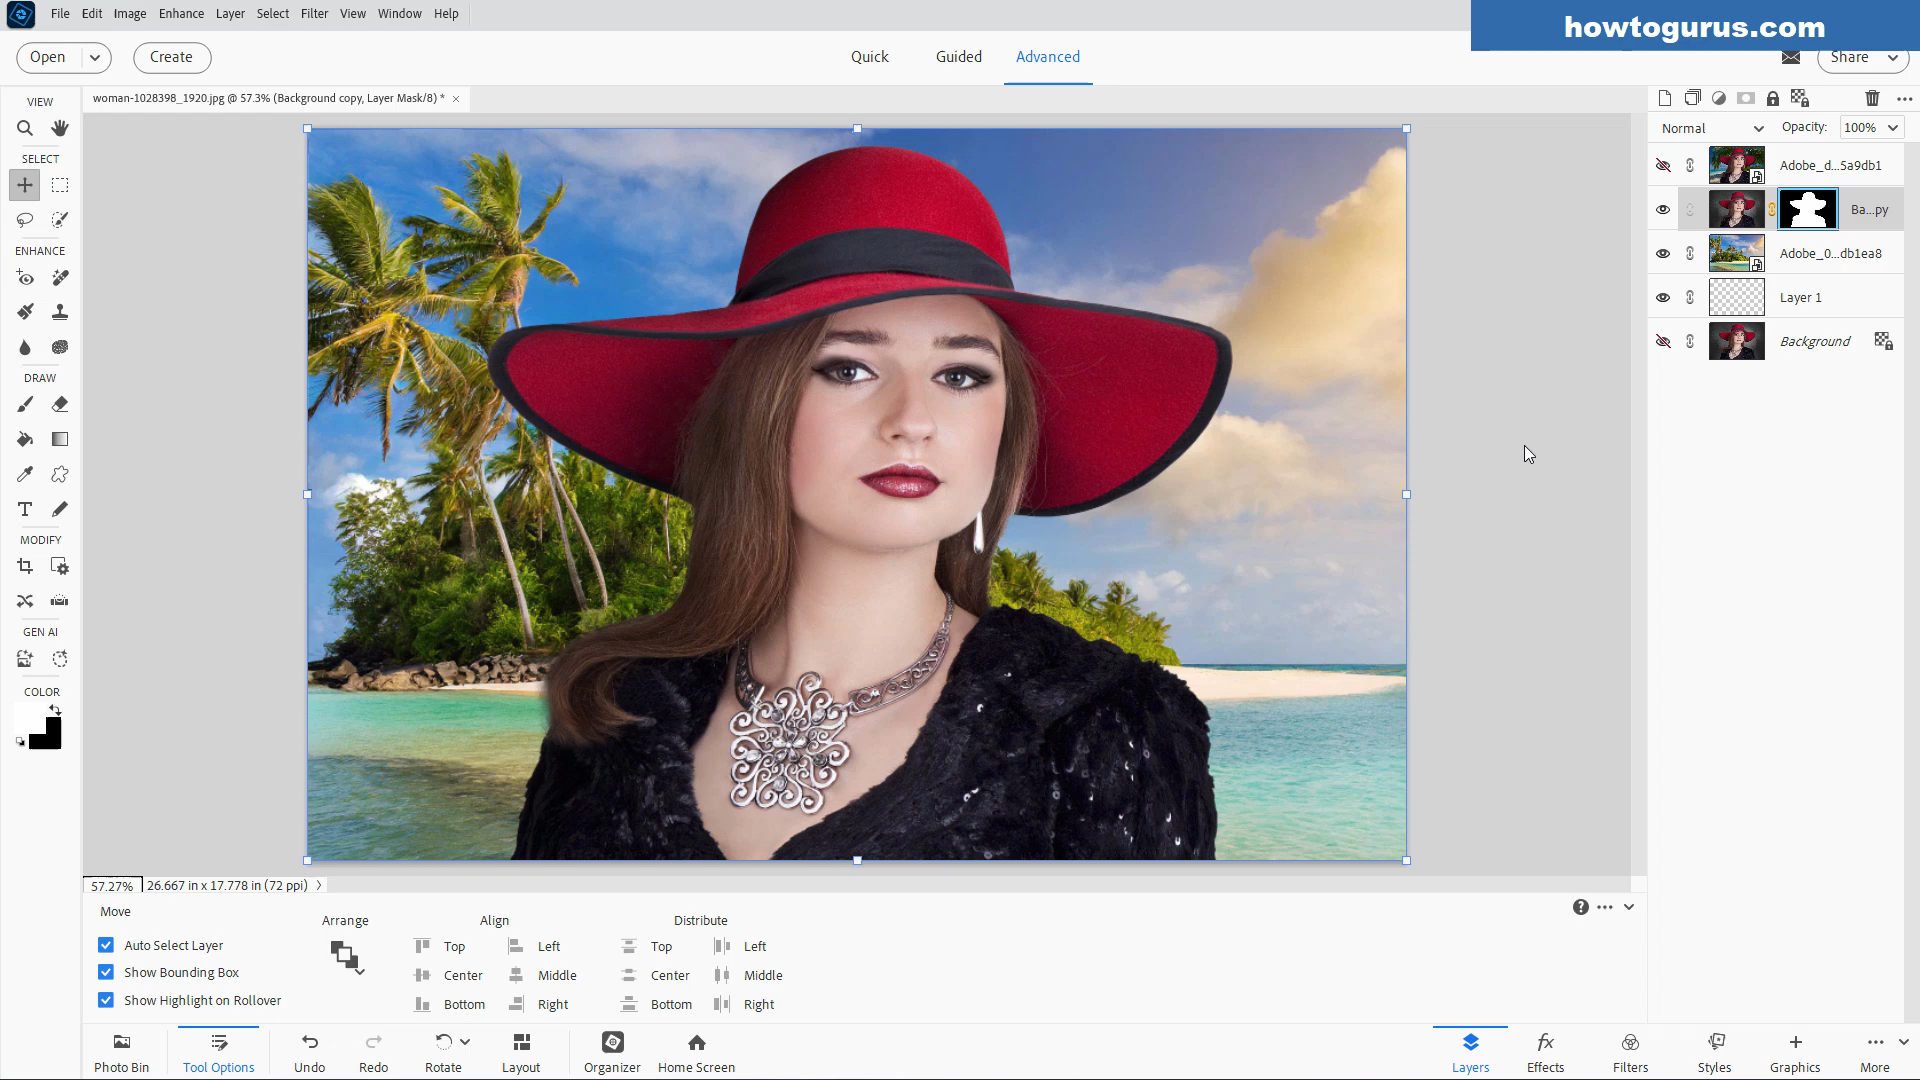 File Edit Image Enhance Layer Select Filter View Window Help
howtogurus.com
Open Create Quick Guided Advanced Share
VIEW
woman-1028398_1920.jpg @ 57.3% (Background copy, Layer Mask/8) * ×
Normal Opacity: 100%
SELECT
Adobe_d...5a9db1
Ba...py
ENHANCE
Adobe_0...db1ea8
Layer 1
Background
DRAW
T
MODIFY
GEN AI
COLOR
57.27% 26.667 in x 17.778 in (72 ppi)
Move
Arrange Align Distribute
Auto Select Layer Top Left Top Left
Show Bounding Box Center Middle Center Middle
Show Highlight on Rollover Bottom Right Bottom Right
Photo Bin Tool Options Undo Redo Rotate Layout Organizer Home Screen Layers Effects Filters Styles Graphics More